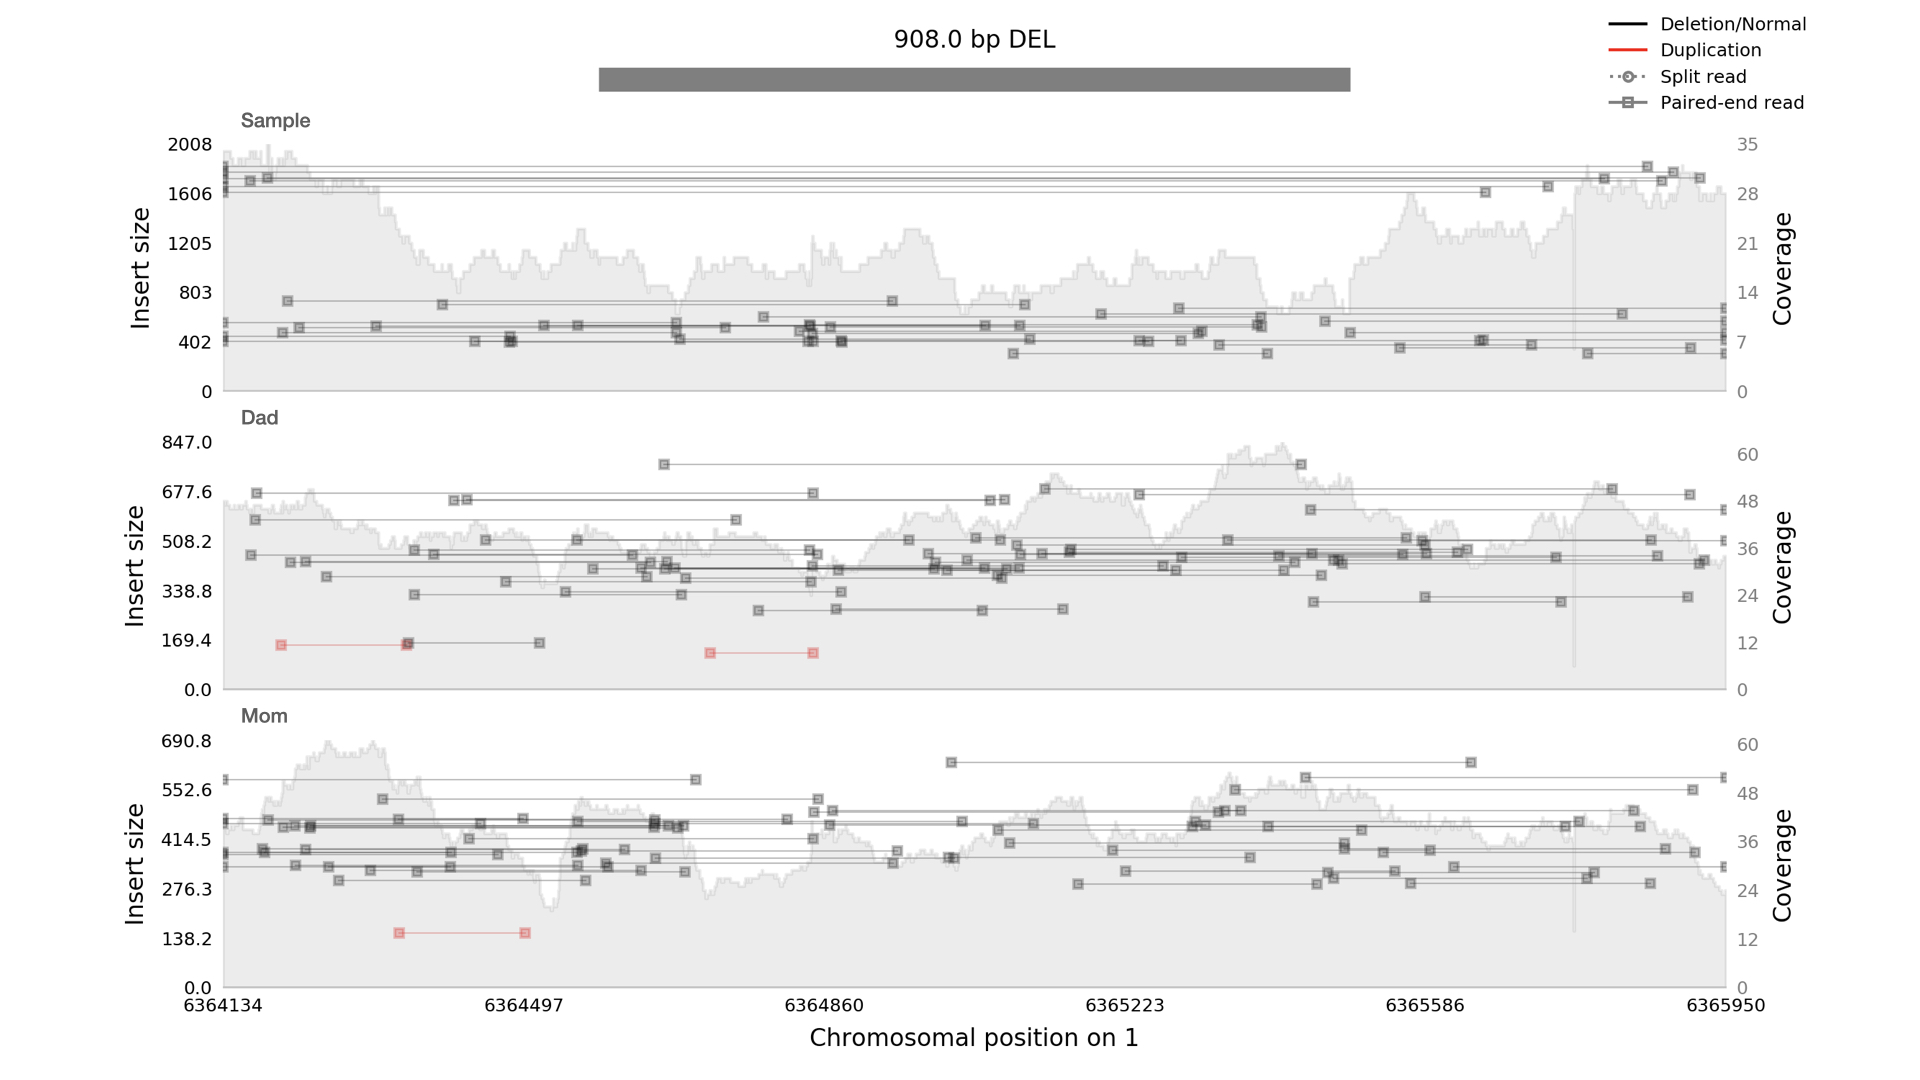 908.0 bp DEL
Deletion/Normal
Duplication
Split read
Paired-end read
Sample
2008
1606
1205
803
402
0
Insert size
35
28
21
14
7
0
Coverage
Dad
847.0
677.6
508.2
338.8
169.4
0.0
Insert size
60
48
36
24
12
0
Coverage
Mom
690.8
552.6
414.5
276.3
138.2
0.0
Insert size
60
48
36
24
12
0
Coverage
6364134 6364497 6364860 6365223 6365586 6365950
Chromosomal position on 1